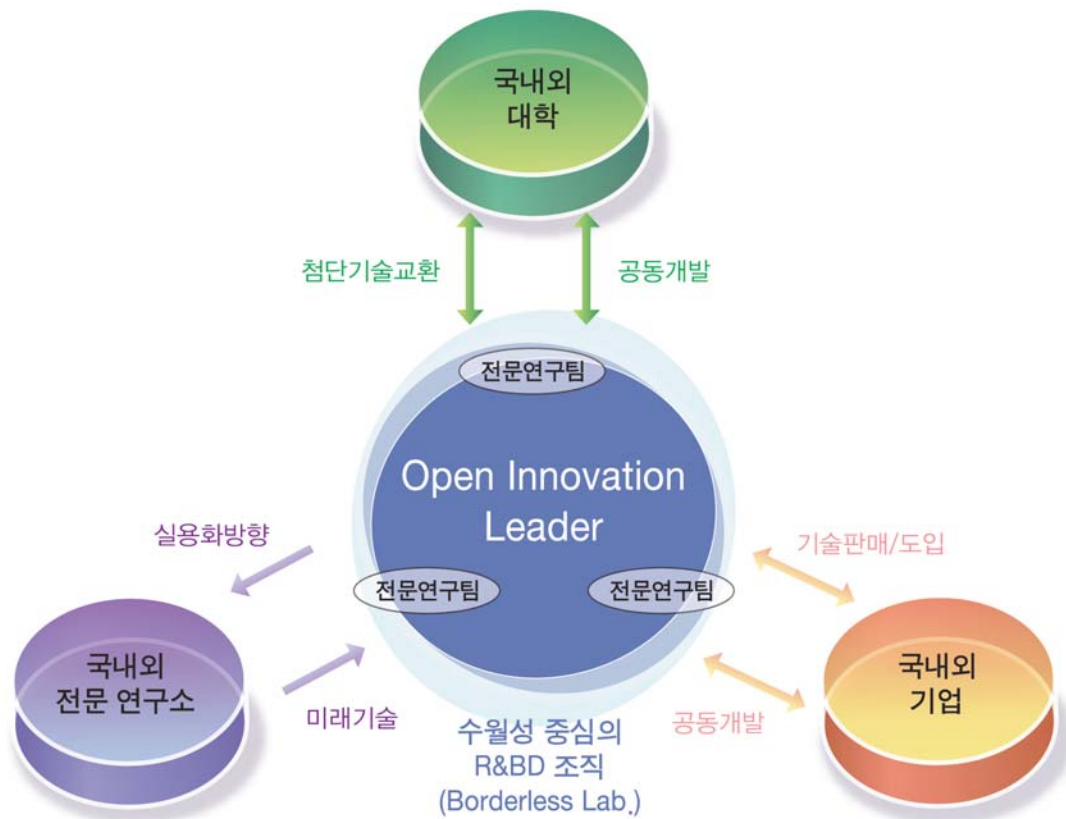 국내외
대학
첨단기술교환
공동개발
전문연구팀
Open Innovation
Leader
실용화방향
기술판매/도입
전문연구팀
전문연구팀
국내외
전문 연구소
국내외
기업
미래기술
공동개발
수월성 중심의
R&BD 조직
(Borderless Lab.)